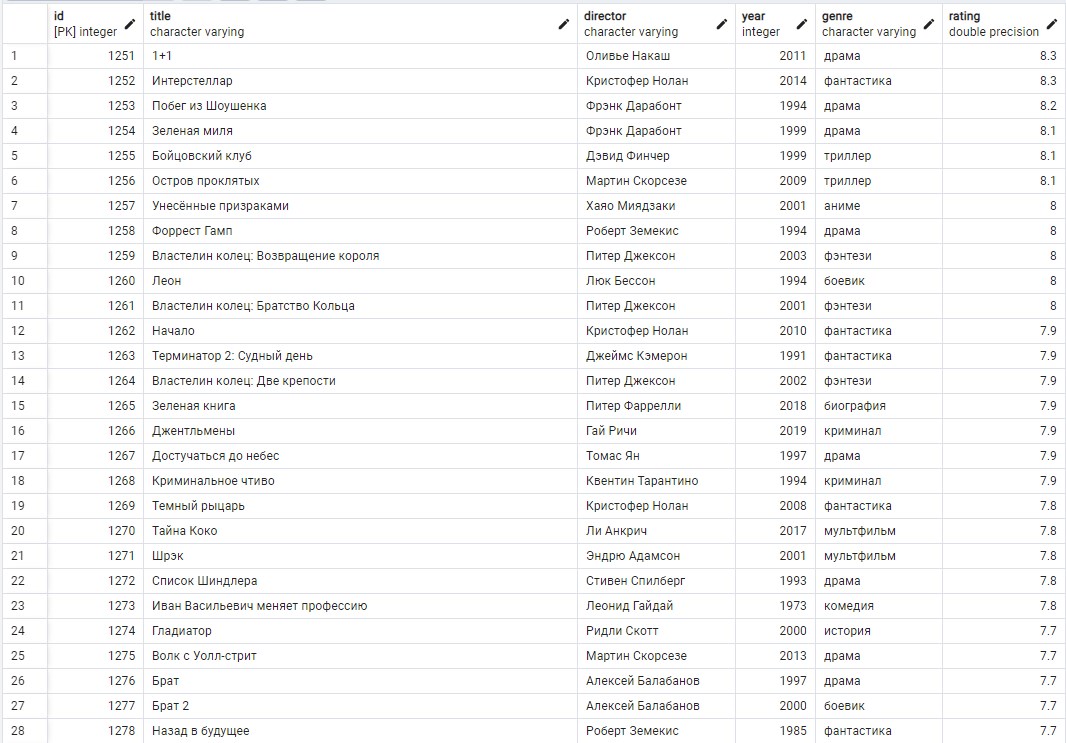 id title director year genre rating
[PK] integer character varying character varying integer character varying double precision
1 1251 1+1 Оливье Накаш 2011 драма 8.3
2 1252 Интерстеллар Кристофер Нолан 2014 фантастика 8.3
3 1253 Побег из Шоушенка Фрэнк Дарабонт 1994 драма 8.2
4 1254 Зеленая миля Фрэнк Дарабонт 1999 драма 8.1
5 1255 Бойцовский клуб Дэвид Финчер 1999 триллер 8.1
6 1256 Остров проклятых Мартин Скорсезе 2009 триллер 8.1
7 1257 Унесённые призраками Хаяо Миядзаки 2001 аниме 8
8 1258 Форрест Гамп Роберт Земекис 1994 драма 8
9 1259 Властелин колец: Возвращение короля Питер Джексон 2003 фэнтези 8
10 1260 Леон Люк Бессон 1994 боевик 8
11 1261 Властелин колец: Братство Кольца Питер Джексон 2001 фэнтези 8
12 1262 Начало Кристофер Нолан 2010 фантастика 7.9
13 1263 Терминатор 2: Судный день Джеймс Кэмерон 1991 фантастика 7.9
14 1264 Властелин колец: Две крепости Питер Джексон 2002 фэнтези 7.9
15 1265 Зеленая книга Питер Фаррелли 2018 биография 7.9
16 1266 Джентльмены Гай Ричи 2019 криминал 7.9
17 1267 Достучаться до небес Томас Ян 1997 драма 7.9
18 1268 Криминальное чтиво Квентин Тарантино 1994 криминал 7.9
19 1269 Темный рыцарь Кристофер Нолан 2008 фантастика 7.8
20 1270 Тайна Коко Ли Анкрич 2017 мультфильм 7.8
21 1271 Шрэк Эндрю Адамсон 2001 мультфильм 7.8
22 1272 Список Шиндлера Стивен Спилберг 1993 драма 7.8
23 1273 Иван Васильевич меняет профессию Леонид Гайдай 1973 комедия 7.8
24 1274 Гладиатор Ридли Скотт 2000 история 7.7
25 1275 Волк с Уолл-стрит Мартин Скорсезе 2013 драма 7.7
26 1276 Брат Алексей Балабанов 1997 драма 7.7
27 1277 Брат 2 Алексей Балабанов 2000 боевик 7.7
28 1278 Назад в будущее Роберт Земекис 1985 фантастика 7.7